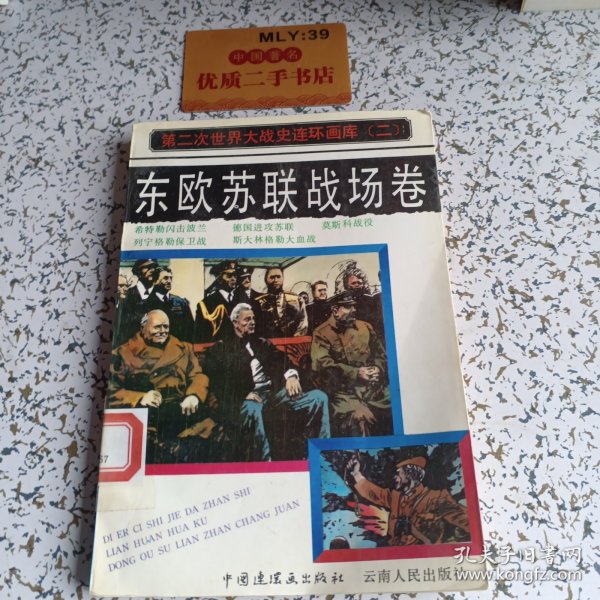 MLY:39
中国著名
优质二手书店
第二次世界大战史连环画库（二）
东欧苏联战场卷
希特勒闪击波兰 德国进攻苏联 莫斯科战役
列宁格勒保卫战 斯大林格勒大血战
57
DI ER CI SHI JIE DA ZHAN SHI
LIAN HUAN HUA KU
DONG OU SU LIAN ZHAN CHANG JUAN
中国连环画出版社 云南人民出版社
孔夫子旧书网
www.kongfz.com